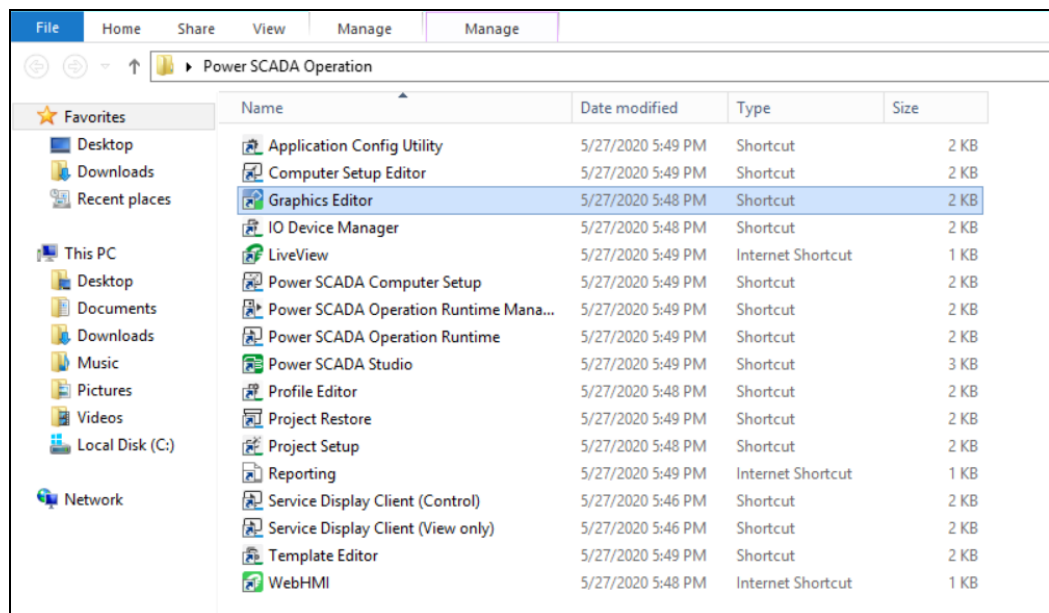 File Home Share View Manage Manage
Power SCADA Operation
Name Date modified Type Size
Favorites
Desktop
Downloads
Recent places
This PC
Desktop
Documents
Downloads
Music
Pictures
Videos
Local Disk (C:)
Network
Application Config Utility 5/27/2020 5:49 PM Shortcut 2 KB
Computer Setup Editor 5/27/2020 5:49 PM Shortcut 2 KB
Graphics Editor 5/27/2020 5:48 PM Shortcut 2 KB
IO Device Manager 5/27/2020 5:48 PM Shortcut 2 KB
LiveView 5/27/2020 5:49 PM Internet Shortcut 1 KB
Power SCADA Computer Setup 5/27/2020 5:49 PM Shortcut 2 KB
Power SCADA Operation Runtime Mana... 5/27/2020 5:49 PM Shortcut 2 KB
Power SCADA Operation Runtime 5/27/2020 5:49 PM Shortcut 2 KB
Power SCADA Studio 5/27/2020 5:49 PM Shortcut 3 KB
Profile Editor 5/27/2020 5:48 PM Shortcut 2 KB
Project Restore 5/27/2020 5:49 PM Shortcut 2 KB
Project Setup 5/27/2020 5:48 PM Shortcut 2 KB
Reporting 5/27/2020 5:49 PM Internet Shortcut 1 KB
Service Display Client (Control) 5/27/2020 5:46 PM Shortcut 2 KB
Service Display Client (View only) 5/27/2020 5:46 PM Shortcut 2 KB
Template Editor 5/27/2020 5:49 PM Shortcut 2 KB
WebHMI 5/27/2020 5:48 PM Internet Shortcut 1 KB